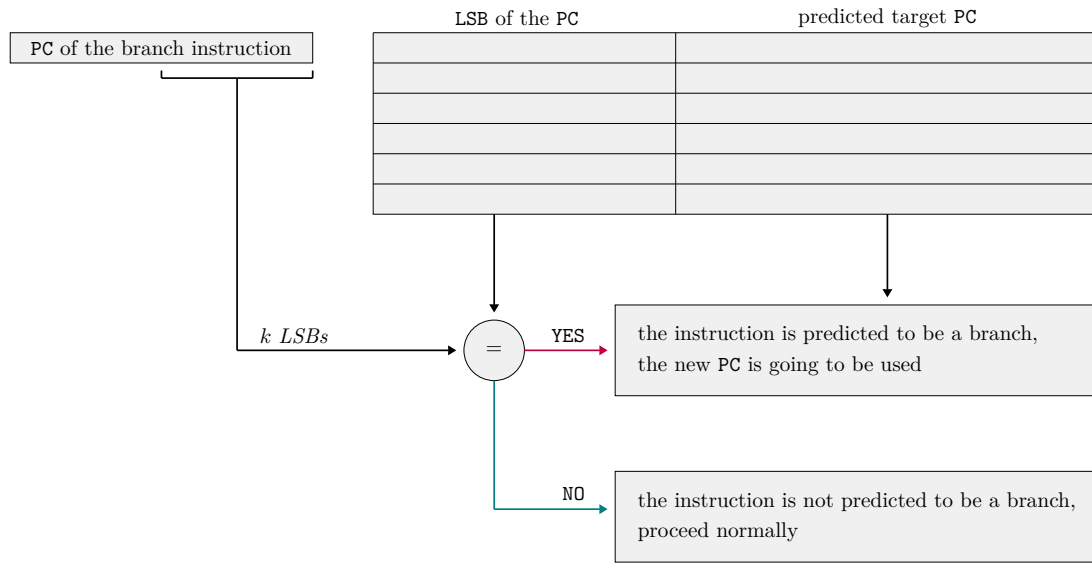 LSB of the PC
predicted target PC
PC of the branch instruction
k LSBs
=
YES
the instruction is predicted to be a branch,
the new PC is going to be used
NO
the instruction is not predicted to be a branch,
proceed normally